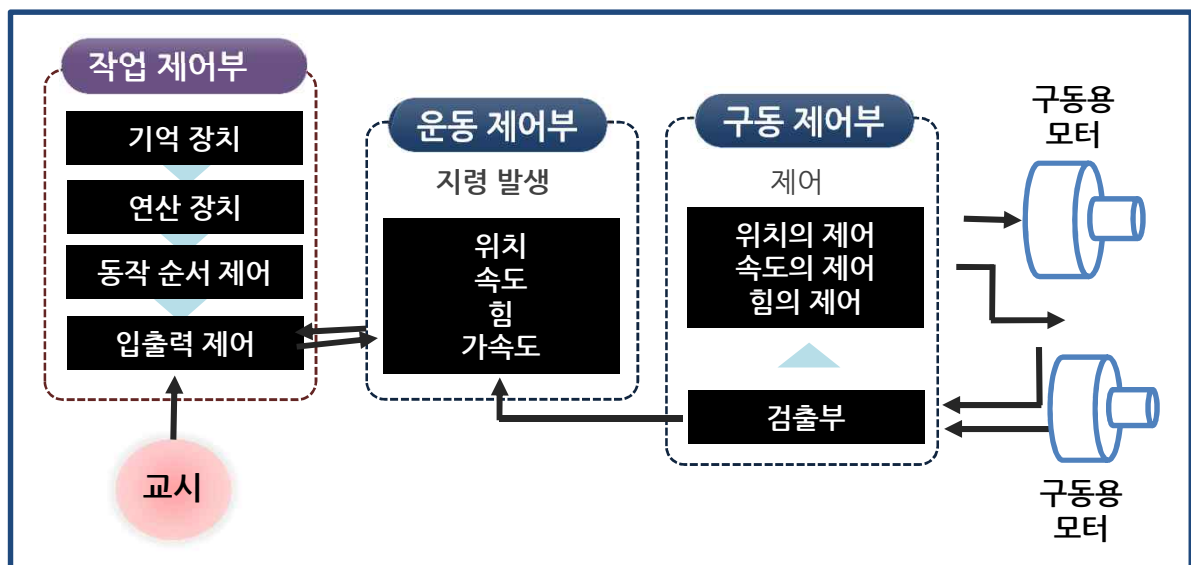 작업 제어부
기억 장치
연산 장치
동작 순서 제어
입출력 제어
교시
운동 제어부
지령 발생
위치
속도
힘
가속도
구동 제어부
제어
위치의 제어
속도의 제어
힘의 제어
검출부
구동용
모터
구동용
모터